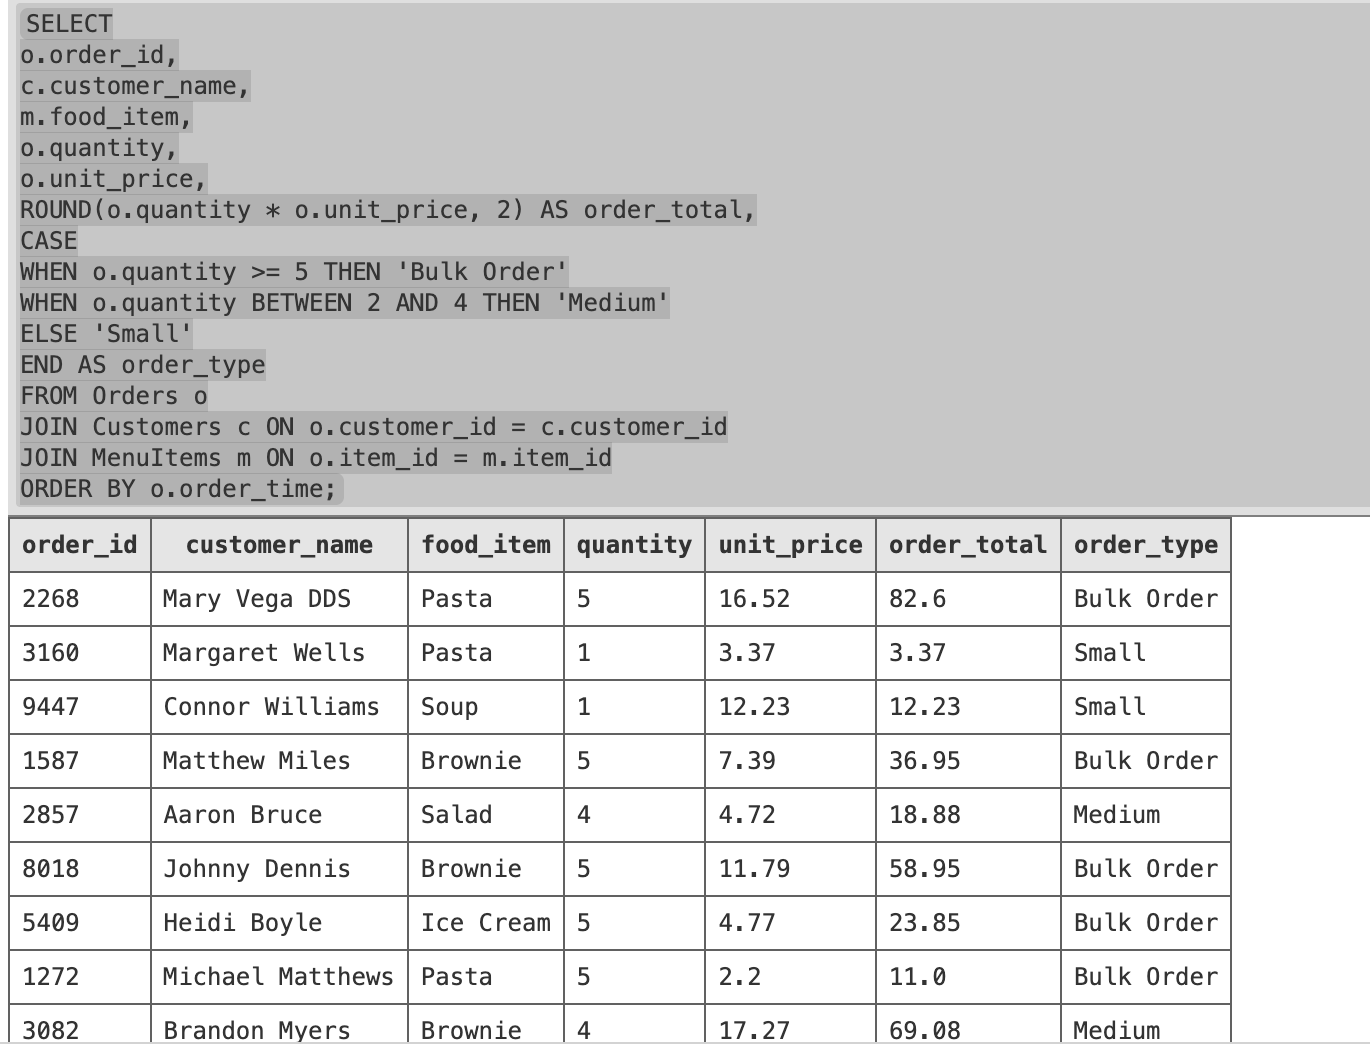 SELECT
o.order_id,
c.customer_name,
m.food_item,
o.quantity,
o.unit_price,
ROUND(o.quantity * o.unit_price, 2) AS order_total,
CASE
WHEN o.quantity >= 5 THEN 'Bulk Order'
WHEN o.quantity BETWEEN 2 AND 4 THEN 'Medium'
ELSE 'Small'
END AS order_type
FROM Orders o
JOIN Customers c ON o.customer_id = c.customer_id
JOIN MenuItems m ON o.item_id = m.item_id
ORDER BY o.order_time;
order_id customer_name food_item quantity unit_price order_total order_type
2268 Mary Vega DDS Pasta 5 16.52 82.6 Bulk Order
3160 Margaret Wells Pasta 1 3.37 3.37 Small
9447 Connor Williams Soup 1 12.23 12.23 Small
1587 Matthew Miles Brownie 5 7.39 36.95 Bulk Order
2857 Aaron Bruce Salad 4 4.72 18.88 Medium
8018 Johnny Dennis Brownie 5 11.79 58.95 Bulk Order
5409 Heidi Boyle Ice Cream 5 4.77 23.85 Bulk Order
1272 Michael Matthews Pasta 5 2.2 11.0 Bulk Order
3082 Brandon Myers Brownie 4 17.27 69.08 Medium